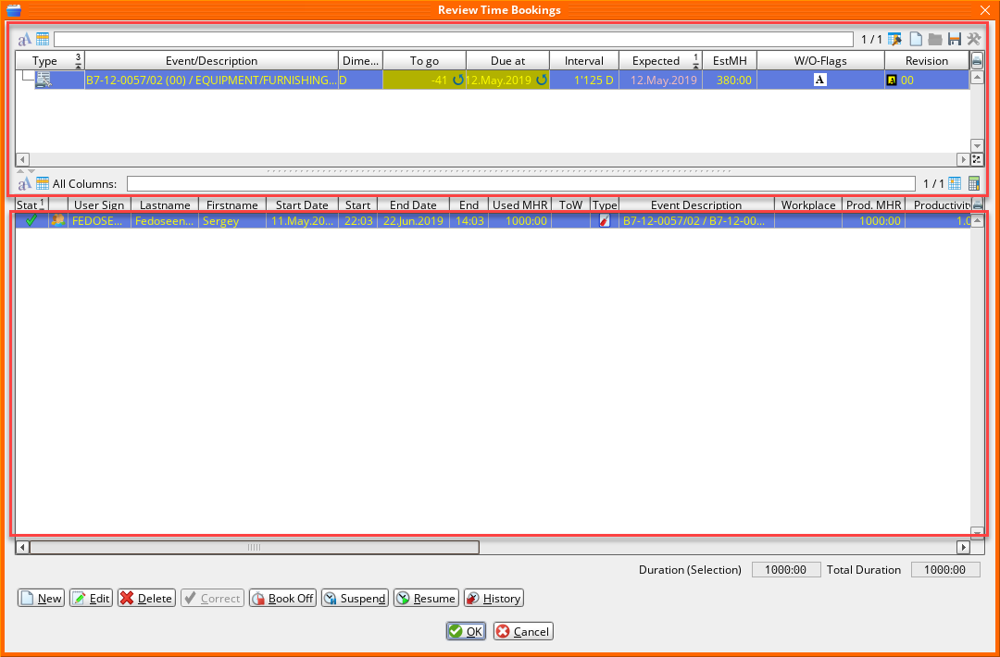 Review Time Bookings
1 / 1
Type 3 Event/Description Dime... To go Due at Interval Expected 1 EstMH W/O-Flags Revision
B7-12-0057/02 (00) / EQUIPMENT/FURNISHING... D -41 12.May.2019 1'125 D 12.May.2019 380:00 A A 00
All Columns: 1 / 1
Stat 1 User Sign Lastname Firstname Start Date Start End Date End Used MHR ToW Type Event Description Workplace Prod. MHR Productivity
FEDOSE... Fedoseen... Sergey 11.May.20... 22:03 22.Jun.2019 14:03 1000:00 B7-12-0057/02 / B7-12-00... 1000:00 1.0
Duration (Selection) 1000:00 Total Duration 1000:00
New Edit Delete Correct Book Off Suspend Resume History
OK Cancel